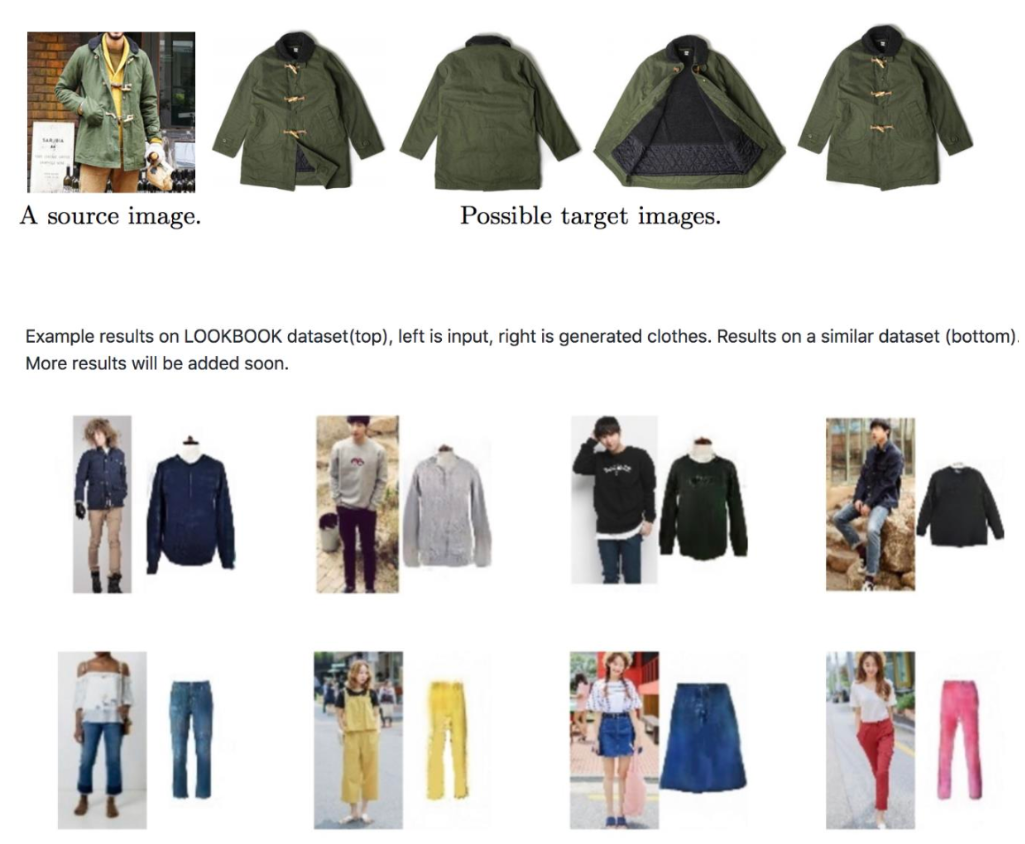 A source image.
Possible target images.
Example results on LOOKBOOK dataset(top), left is input, right is generated clothes. Results on a similar dataset (bottom).
More results will be added soon.